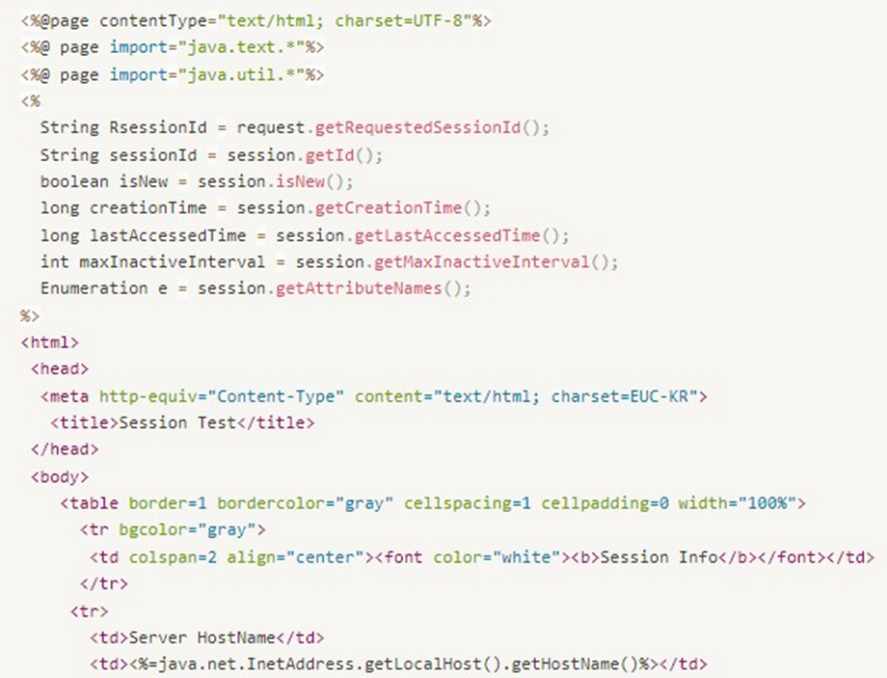 <%@page contentType="text/html; charset=UTF-8"%>
<%@ page import="java.text.*"%>
<%@ page import="java.util.*"%>
<%
String RsessionId = request.getRequestedSessionId();
String sessionId = session.getId();
boolean isNew = session.isNew();
long creationTime = session.getCreationTime();
long lastAccessedTime = session.getLastAccessedTime();
int maxInactiveInterval = session.getMaxInactiveInterval();
Enumeration e = session.getAttributeNames();
%>
<html>
<head>
<meta http-equiv="Content-Type" content="text/html; charset=EUC-KR">
<title>Session Test</title>
</head>
<body>
<table border=1 bordercolor="gray" cellspacing=1 cellpadding=0 width="100%">
<tr bgcolor="gray">
<td colspan=2 align="center"><font color="white"><b>Session Info</b></font></td>
</tr>
<tr>
<td>Server HostName</td>
<td><%=java.net.InetAddress.getLocalHost().getHostName()%></td>